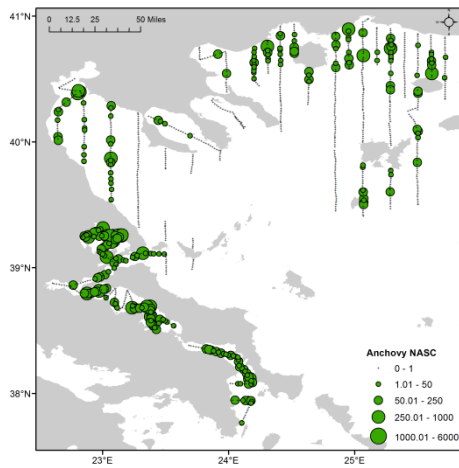 0 12.5 25 50 Miles
41°N
40°N
39°N
38°N
Anchovy NASC
0 - 1
1.01 - 50
50.01 - 250
250.01 - 1000
1000.01 - 6000
23°E 24°E 25°E